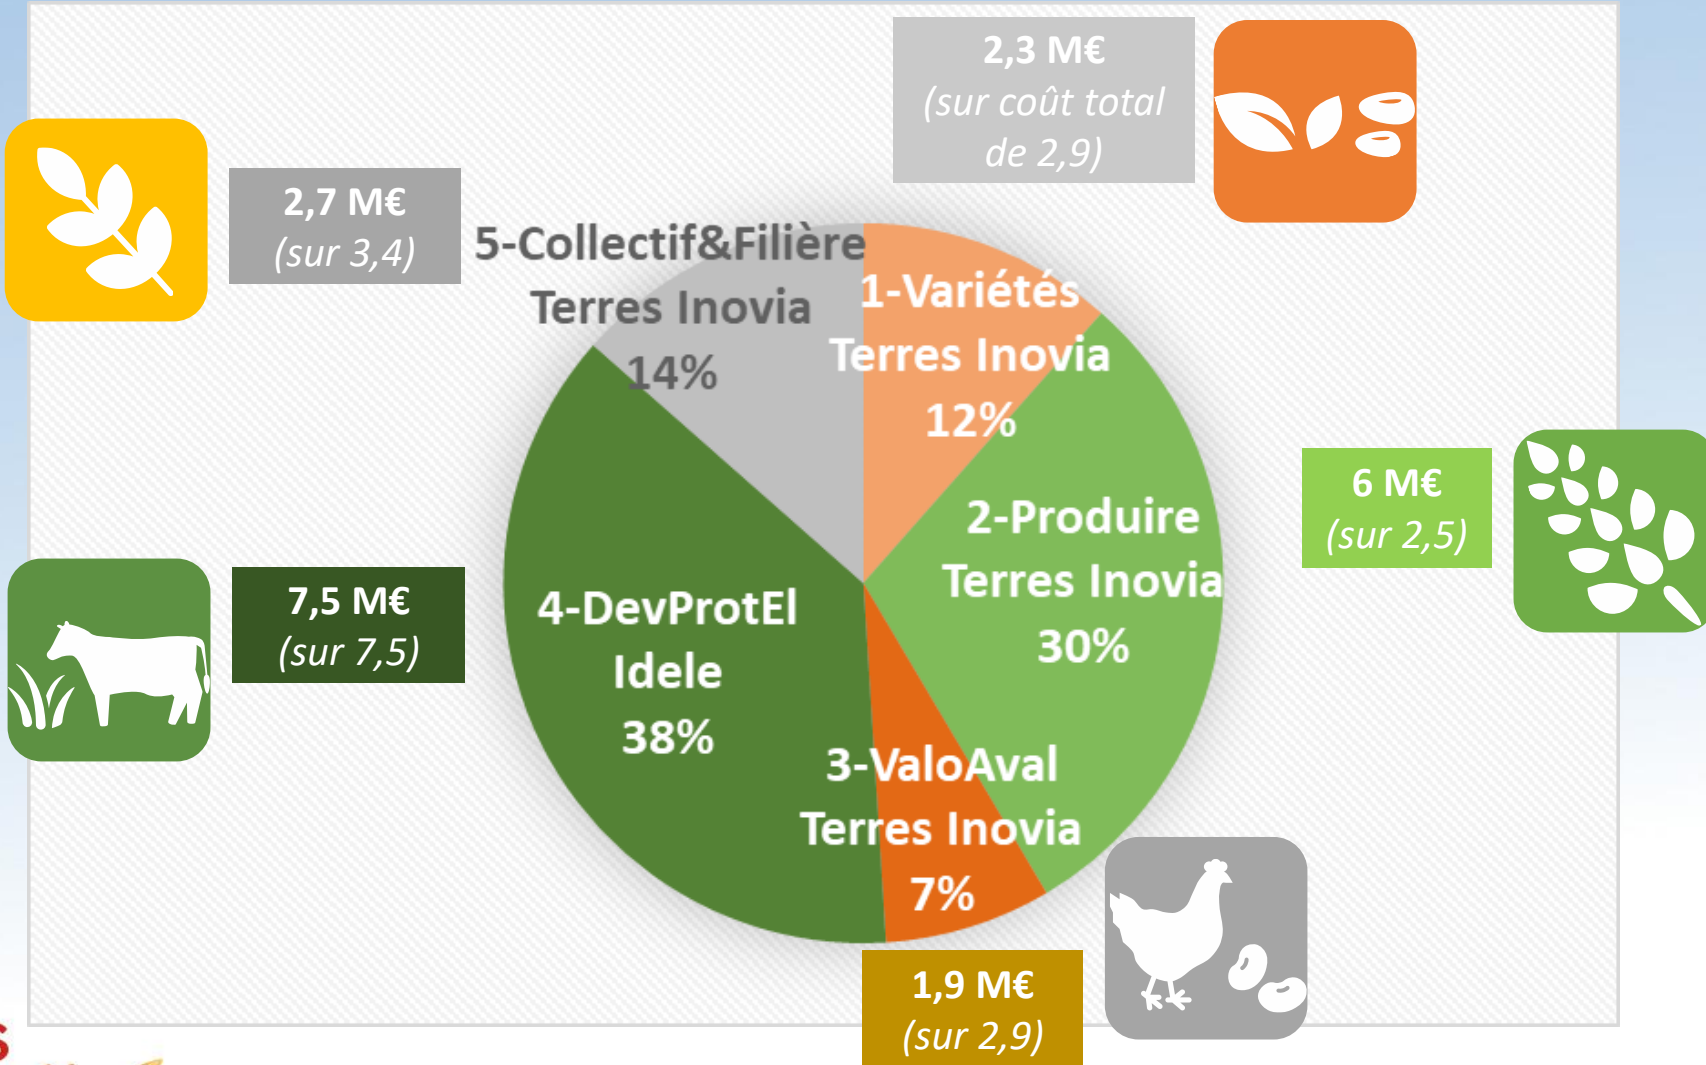 2,3 M€
(sur coût total
de 2,9)
2,7 M€
(sur 3,4)
5-Collectif&Filière
Terres Inovia
14%
1-Variétés
Terres Inovia
12%
6 M€
(sur 2,5)
2-Produire
Terres Inovia
30%
7,5 M€
(sur 7,5)
4-DevProtEl
Idele
38%
3-ValoAval
Terres Inovia
7%
1,9 M€
(sur 2,9)